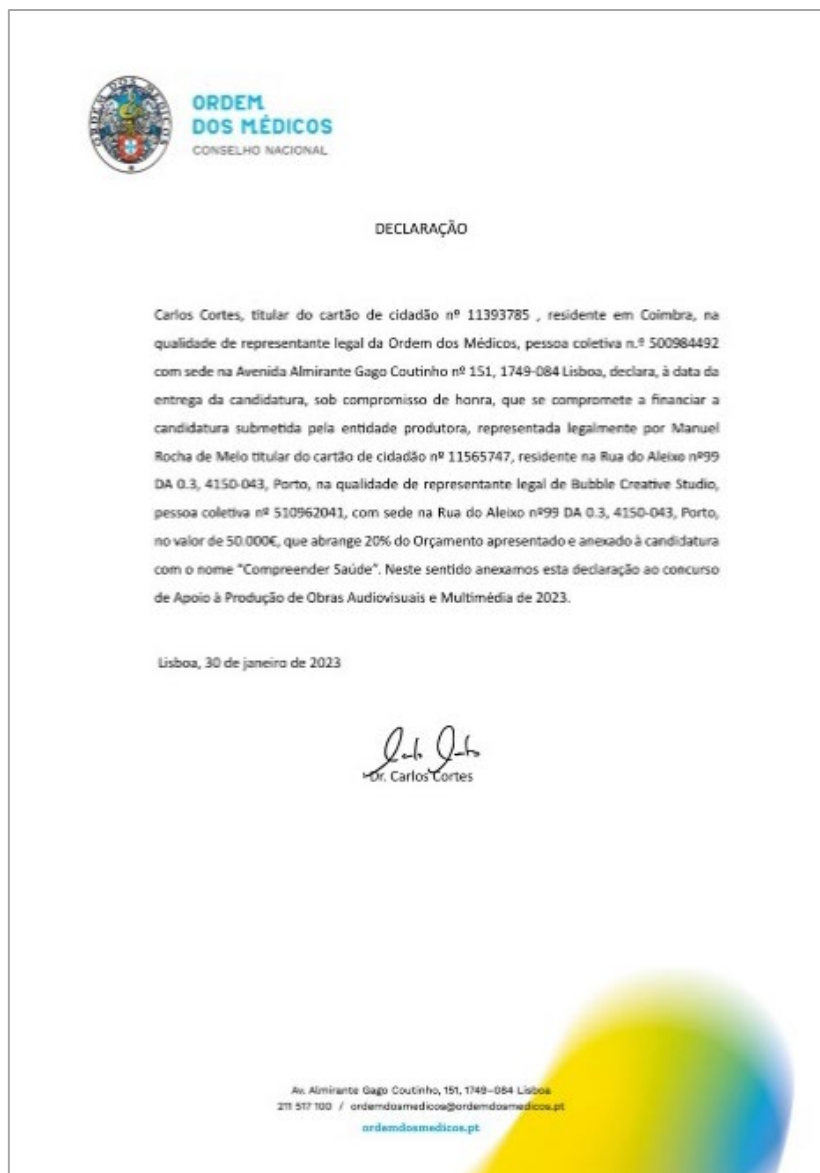 ORDEM DOS MÉDICOS
ORDEM
DOS MÉDICOS
CONSELHO NACIONAL
DECLARAÇÃO
Carlos Cortes, titular do cartão de cidadão nº 11393785 , residente em Coimbra, na
qualidade de representante legal da Ordem dos Médicos, pessoa coletiva n.º 500984492
com sede na Avenida Almirante Gago Coutinho nº 151, 1749-084 Lisboa, declara, à data da
entrega da candidatura, sob compromisso de honra, que se compromete a financiar a
candidatura submetida pela entidade produtora, representada legalmente por Manuel
Rocha de Melo titular do cartão de cidadão nº 11565747, residente na Rua do Aleixo nº99
DA 0.3, 4150-043, Porto, na qualidade de representante legal de Bubble Creative Studio,
pessoa coletiva nº 510962041, com sede na Rua do Aleixo nº99 DA 0.3, 4150-043, Porto,
no valor de 50.000€, que abrange 20% do Orçamento apresentado e anexado à candidatura
com o nome “Compreender Saúde”. Neste sentido anexamos esta declaração ao concurso
de Apoio à Produção de Obras Audiovisuais e Multimédia de 2023.
Lisboa, 30 de janeiro de 2023
Dr. Carlos Cortes
Av. Almirante Gago Coutinho, 151, 1749–084 Lisboa
211 517 100 / ordemdosmedicos@ordemdosmedicos.pt
ordemdosmedicos.pt